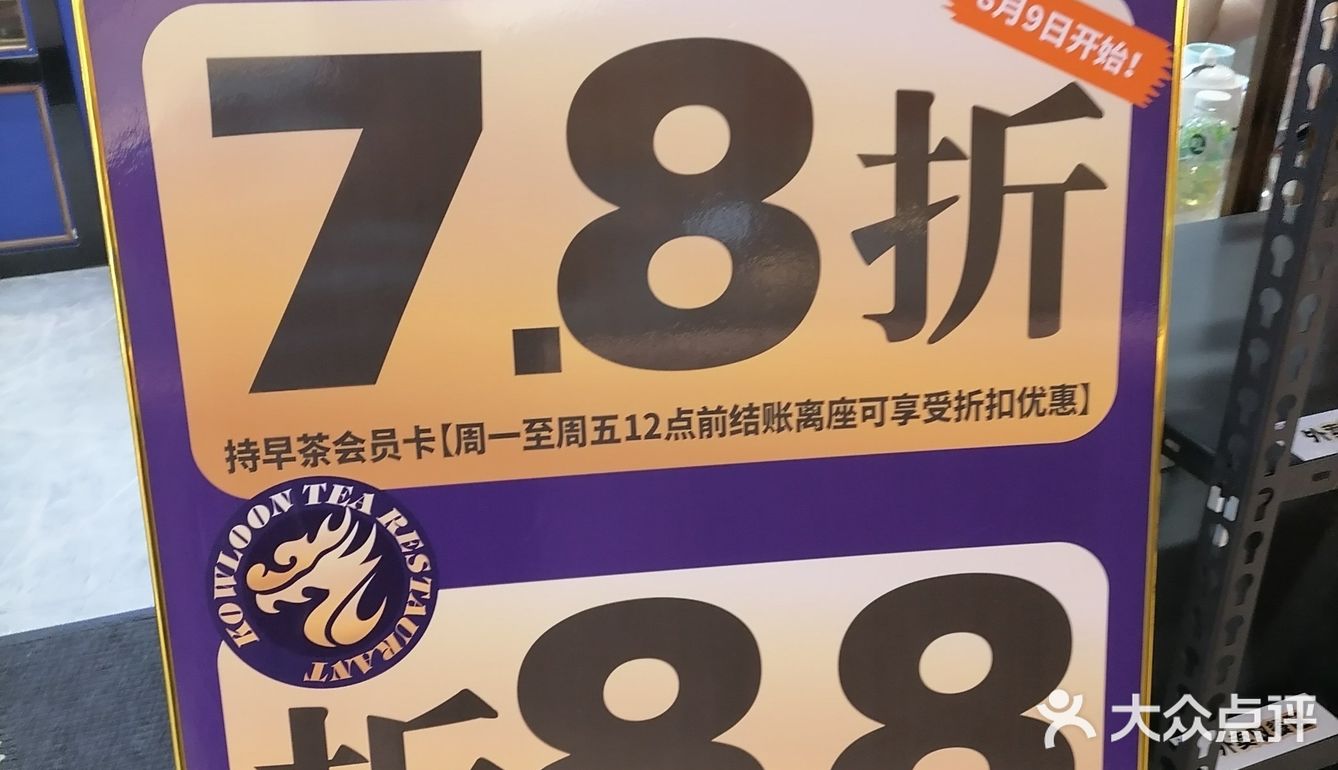 月9日开始!
7.8折
持早茶会员卡【周一至周五12点前结账离座可享受折扣优惠】
KOWLOON TEA RESTAURANT
折 8 8
大众点评